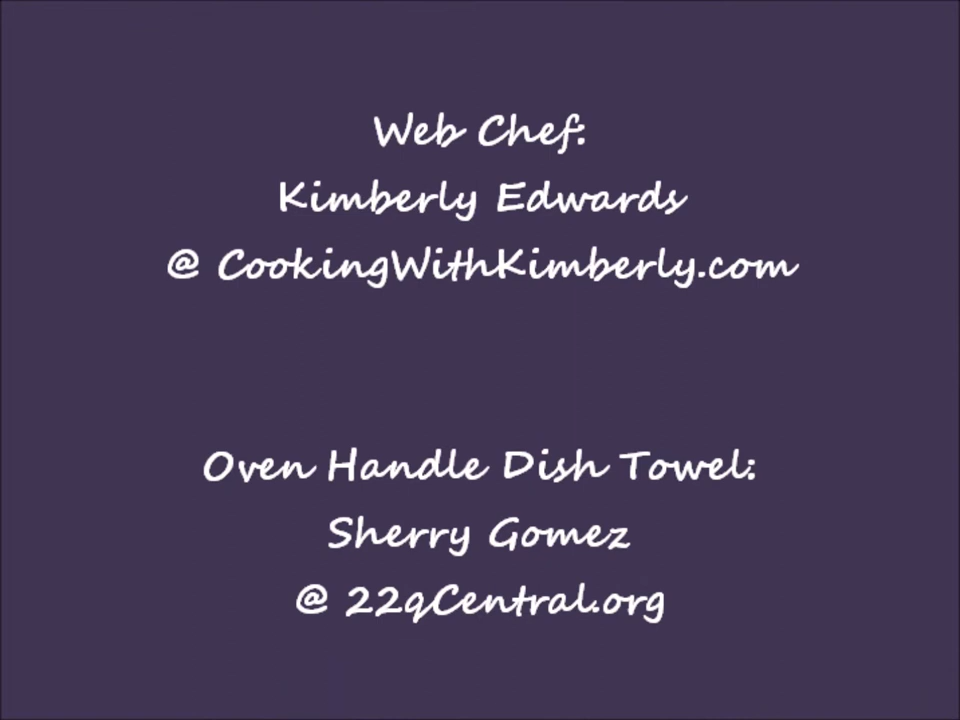 Web Chef:
Kimberly Edwards
@ CookingWithKimberly.com
Oven Handle Dish Towel:
Sherry Gomez
@ 22qCentral.org